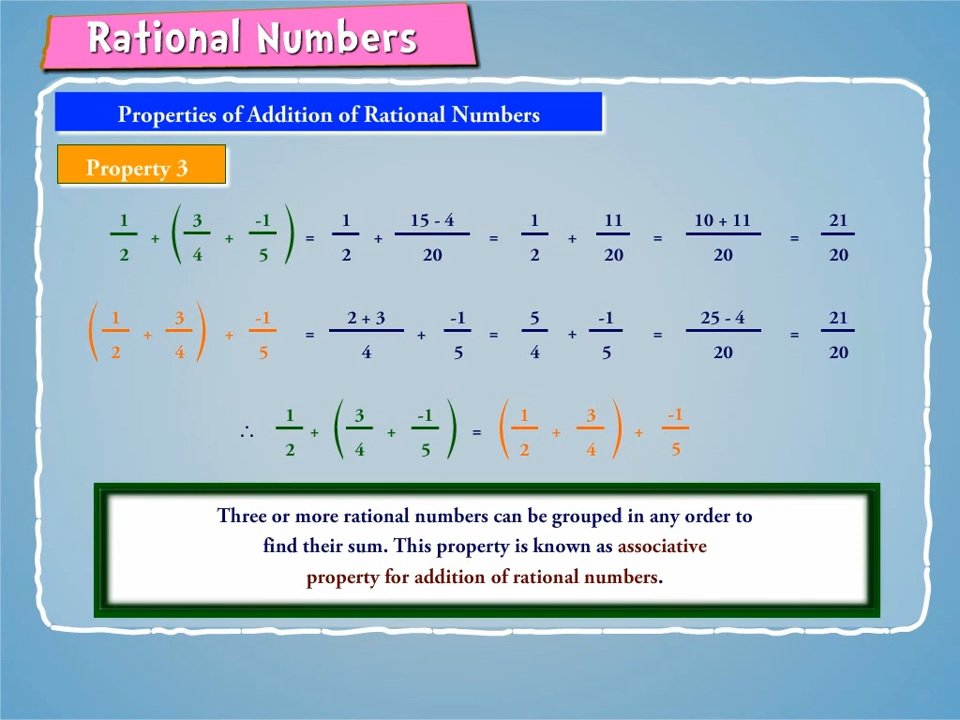 Rational Numbers
Properties of Addition of Rational Numbers
Property 3
1/2 + (3/4 + -1/5) = 1/2 + 15 - 4/20 = 1/2 + 11/20 = 10 + 11/20 = 21/20
(1/2 + 3/4) + -1/5 = 2 + 3/4 + -1/5 = 5/4 + -1/5 = 25 - 4/20 = 21/20
∴ 1/2 + (3/4 + -1/5) = (1/2 + 3/4) + -1/5
Three or more rational numbers can be grouped in any order to
find their sum. This property is known as associative
property for addition of rational numbers.